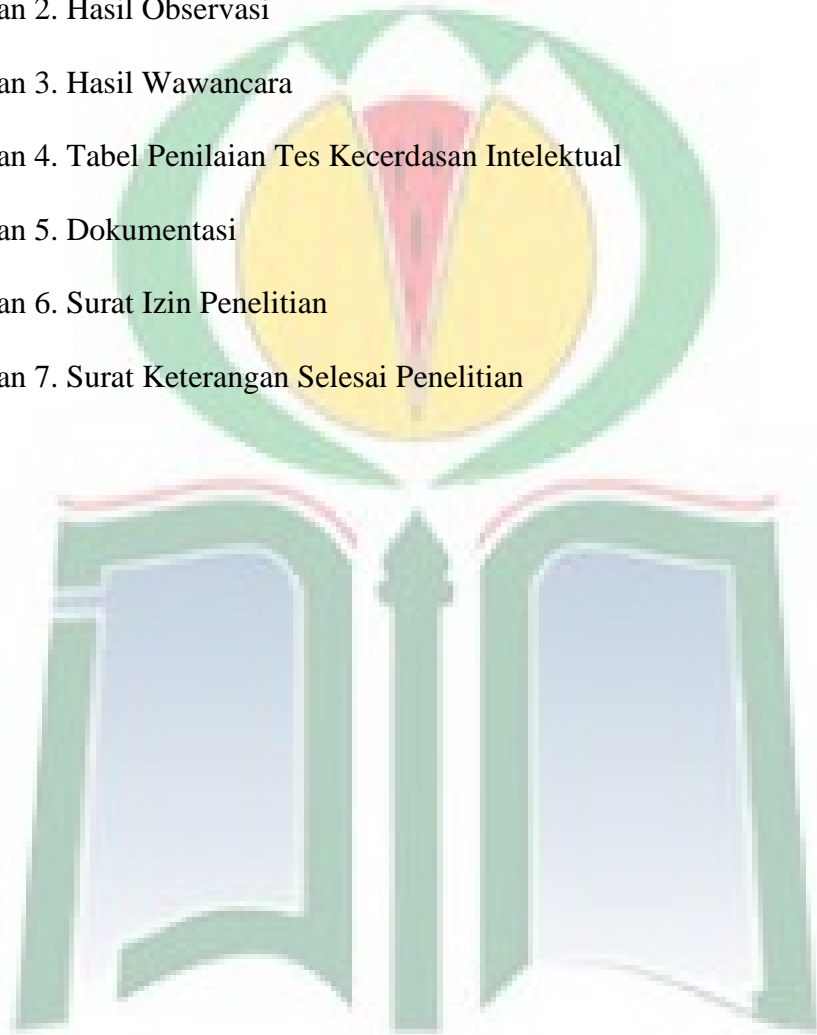 an 2. Hasil Observasi
an 3. Hasil Wawancara
an 4. Tabel Penilaian Tes Kecerdasan Intelektual
an 5. Dokumentasi
an 6. Surat Izin Penelitian
an 7. Surat Keterangan Selesai Penelitian